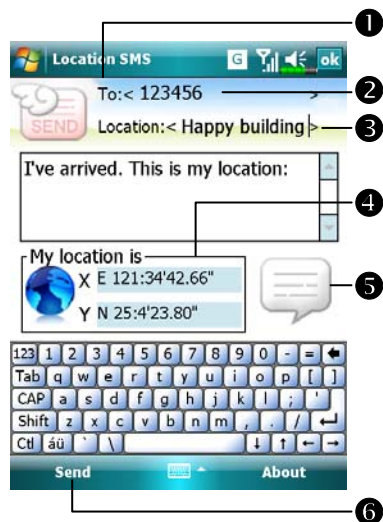 1
Location SMS G ok
To:< 123456 > 2
SEND
Location:< Happy building > 3
I've arrived. This is my location:
4
My location is
X E 121:34'42.66"
5
Y N 25:4'23.80"
123 1 2 3 4 5 6 7 8 9 0 - =
Tab q w e r t y u i o p [ ]
CAP a s d f g h j k l ; '
Shift z x c v b n m , . /
Ctl áü ` \
Send About
6